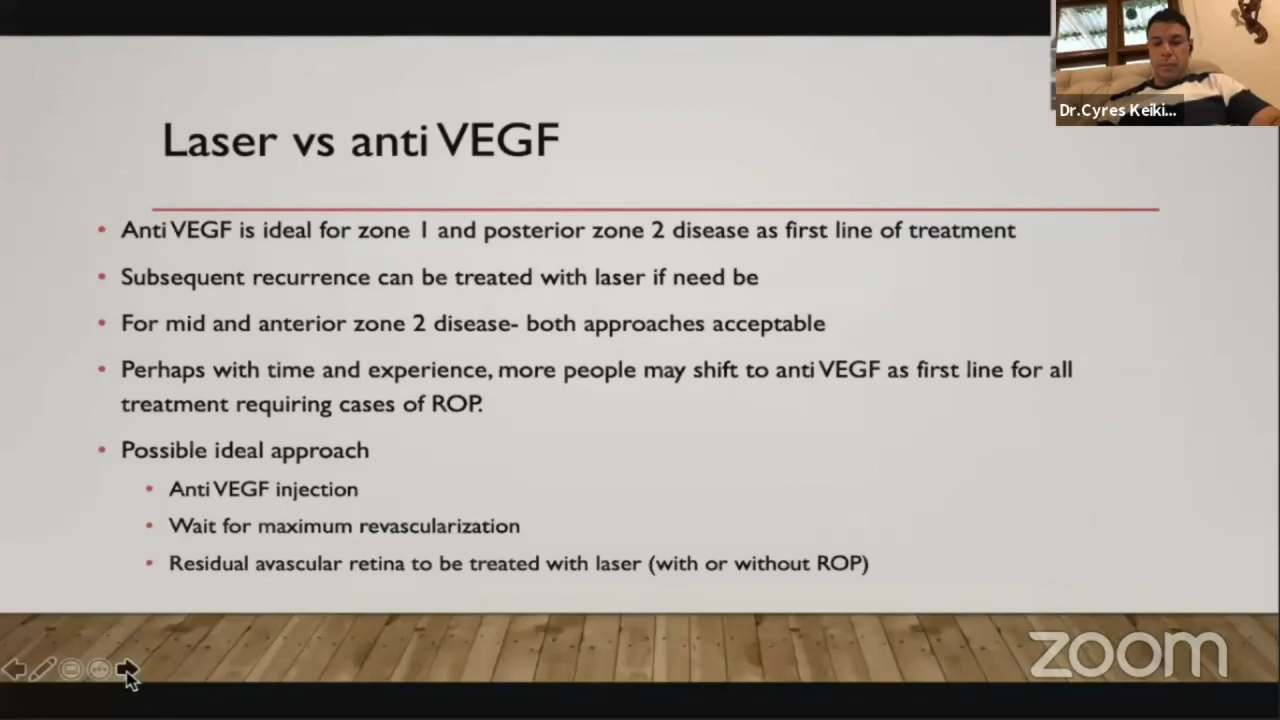 Dr.Cyres Keiki...
Laser vs anti VEGF
Anti VEGF is ideal for zone 1 and posterior zone 2 disease as first line of treatment
Subsequent recurrence can be treated with laser if need be
For mid and anterior zone 2 disease- both approaches acceptable
Perhaps with time and experience, more people may shift to anti VEGF as first line for all
treatment requiring cases of ROP.
Possible ideal approach
Anti VEGF injection
Wait for maximum revascularization
Residual avascular retina to be treated with laser (with or without ROP)
zoom